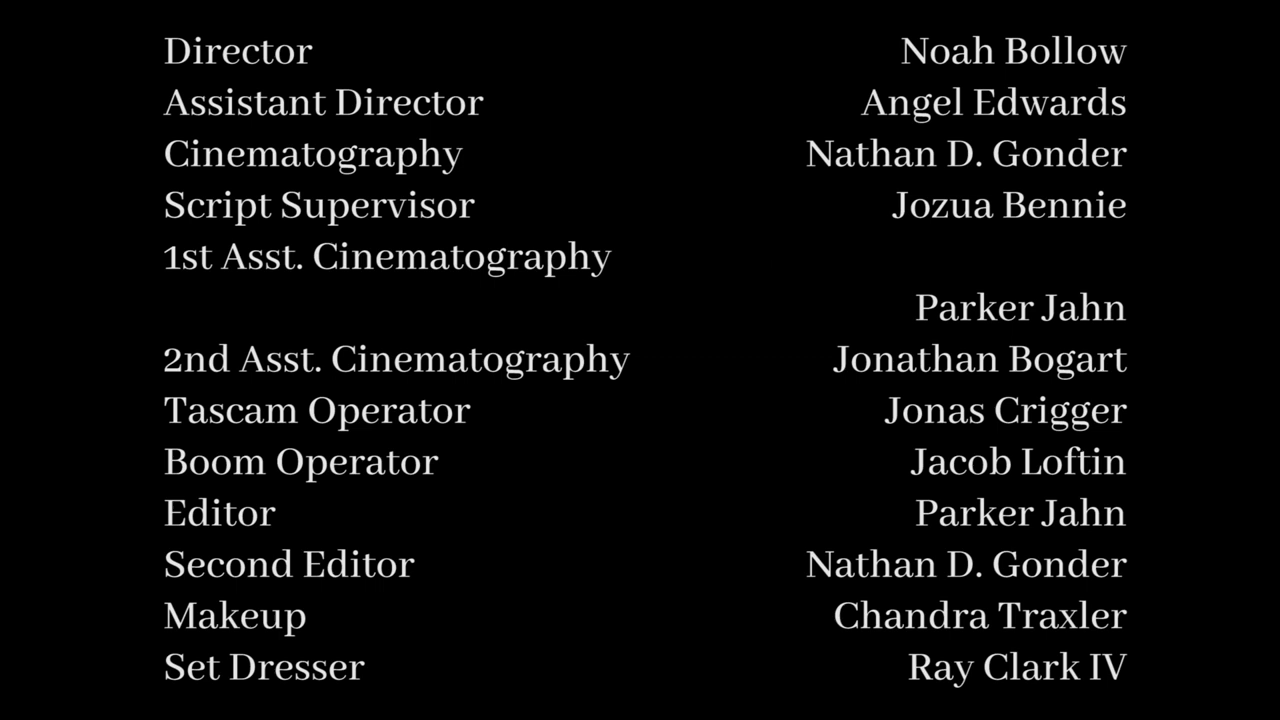 Director Noah Bollow
Assistant Director Angel Edwards
Cinematography Nathan D. Gonder
Script Supervisor Jozua Bennie
1st Asst. Cinematography
Parker Jahn
2nd Asst. Cinematography Jonathan Bogart
Tascam Operator Jonas Crigger
Boom Operator Jacob Loftin
Editor Parker Jahn
Second Editor Nathan D. Gonder
Makeup Chandra Traxler
Set Dresser Ray Clark IV